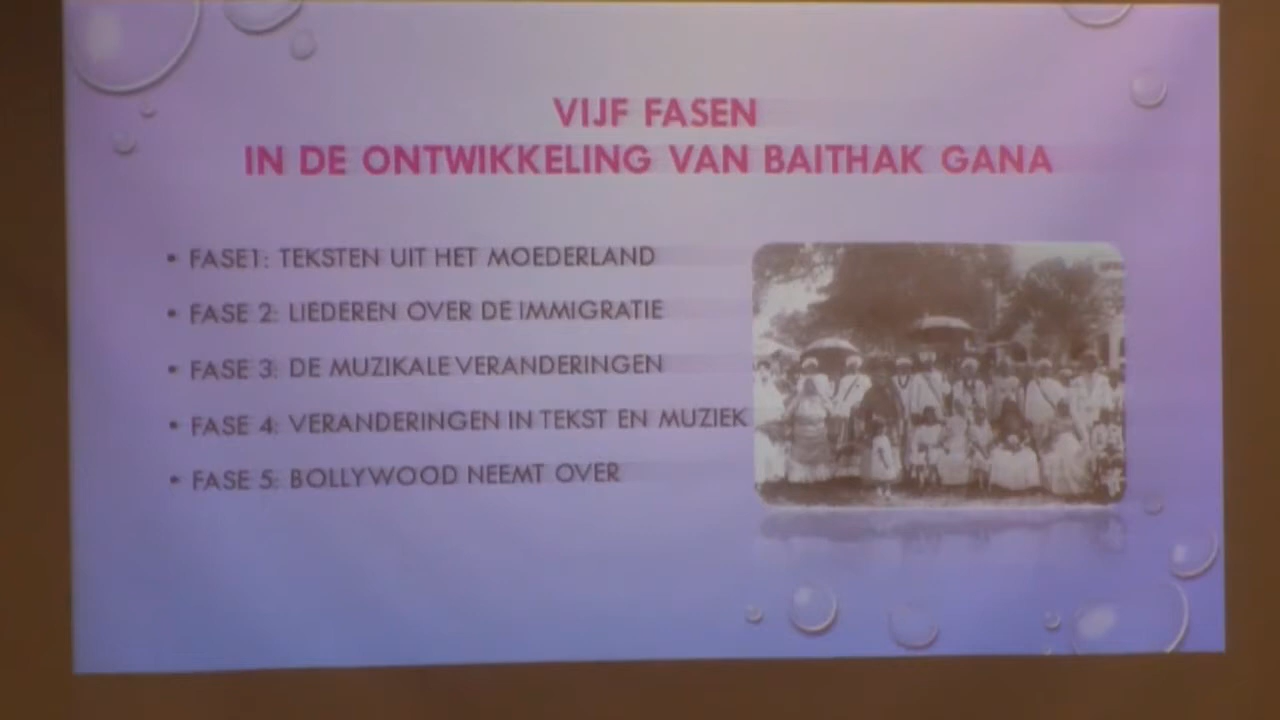 VIJF FASEN
IN DE ONTWIKKELING VAN BAITHAK GANA
• FASE1: TEKSTEN UIT HET MOEDERLAND
• FASE 2: LIEDEREN OVER DE IMMIGRATIE
• FASE 3: DE MUZIKALE VERANDERINGEN
• FASE 4: VERANDERINGEN IN TEKST EN MUZIEK
• FASE 5: BOLLYWOOD NEEMT OVER